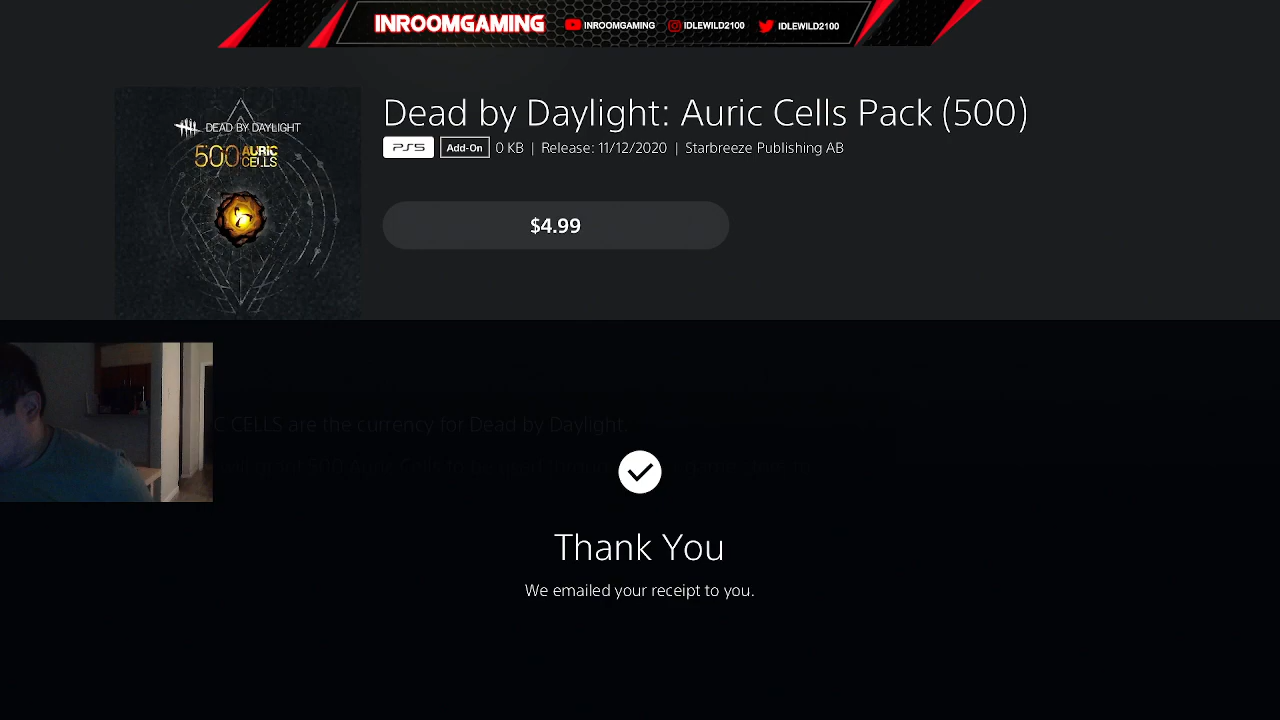 INROOMGAMING INROOMGAMING IDLEWILD2100 IDLEWILD2100
DEAD BY DAYLIGHT
500 AURIC CELLS
Dead by Daylight: Auric Cells Pack (500)
PS5 Add-On 0 KB | Release: 11/12/2020 | Starbreeze Publishing AB
$4.99
C CELLS are the currency for Dead by Daylight.
Thank You
We emailed your receipt to you.